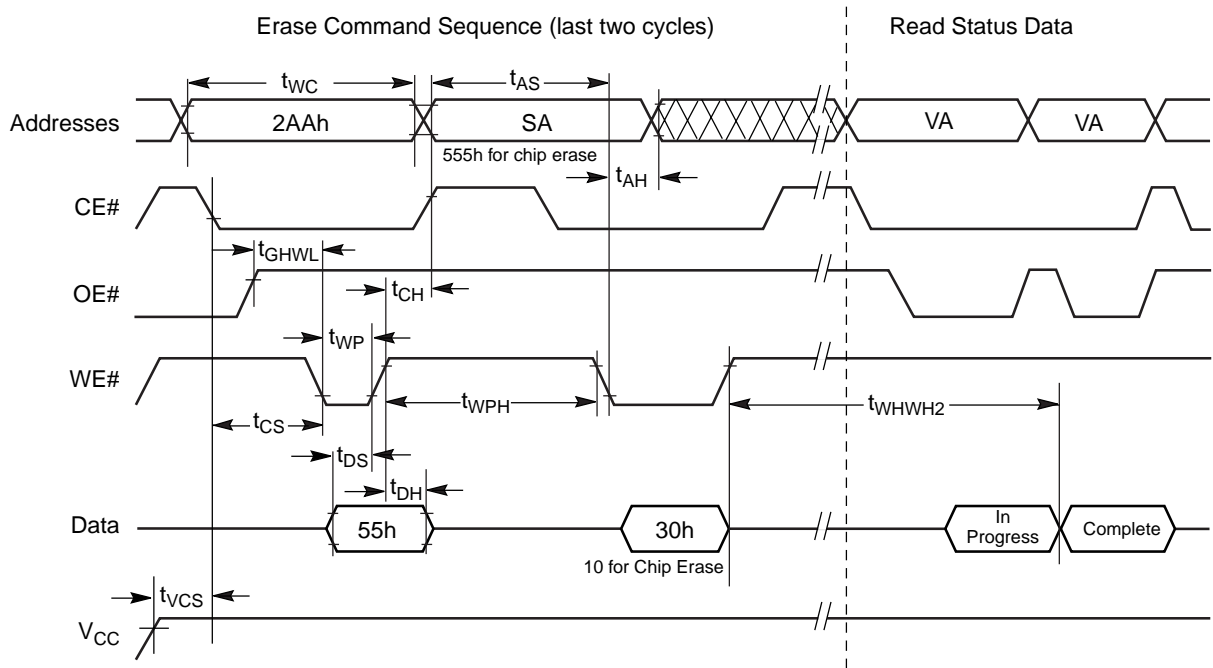 Erase Command Sequence (last two cycles)
Read Status Data
tWC
tAS
Addresses
2AAh
SA
VA
VA
555h for chip erase
tAH
CE#
tGHWL
OE#
tCH
tWP
WE#
tWPH
tWHWH2
tCS
tDS
tDH
Data
55h
30h
In
Progress
Complete
10 for Chip Erase
tVCS
VCC